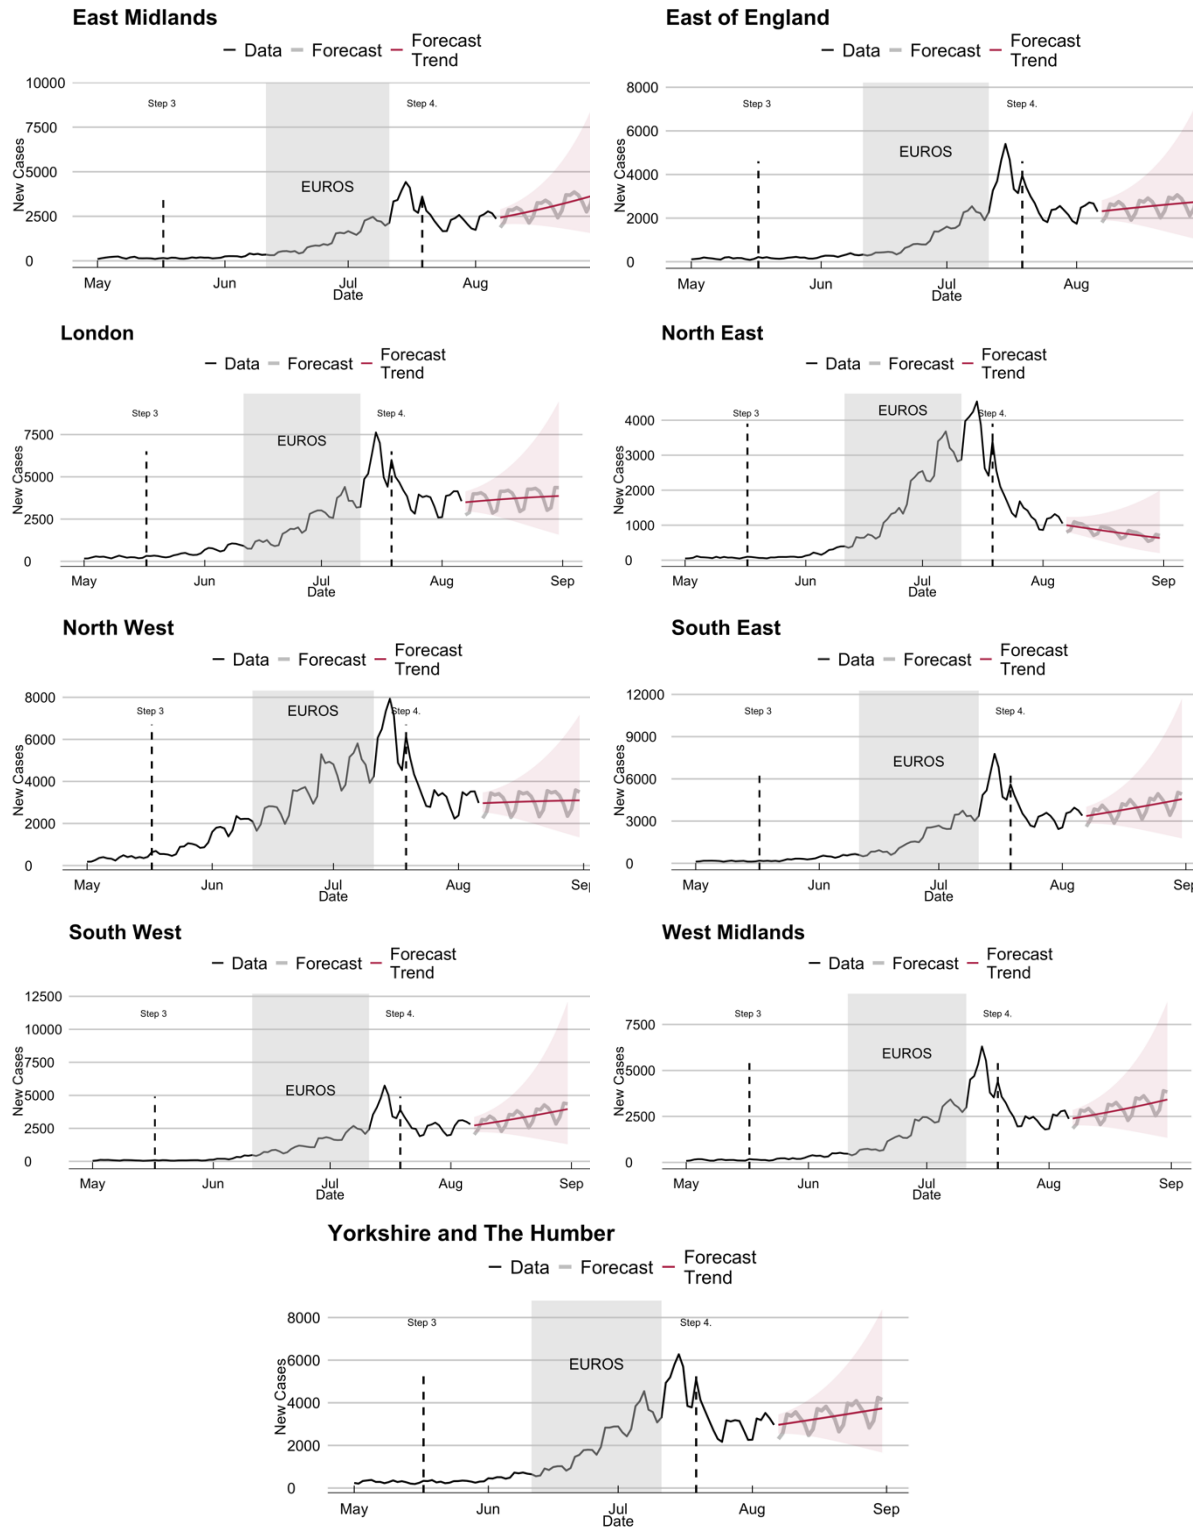 East Midlands
Data Forecast Forecast Trend
10000
Step 3 Step 4.
7500
5000
EUROS
2500
0
New Cases
May Jun Jul Aug
Date
East of England
Data Forecast Forecast Trend
8000
Step 3 Step 4.
6000
EUROS
4000
2000
0
New Cases
May Jun Jul Aug
Date
London
Data Forecast Forecast Trend
Step 3 Step 4.
7500
EUROS
5000
2500
0
New Cases
May Jun Jul Aug Sep
Date
North East
Data Forecast Forecast Trend
Step 3 EUROS Step 4.
4000
3000
2000
1000
0
New Cases
May Jun Jul Aug Sep
Date
North West
Data Forecast Forecast Trend
8000
Step 3 EUROS Step 4.
6000
4000
2000
0
New Cases
May Jun Jul Aug Sep
Date
South East
Data Forecast Forecast Trend
12000
Step 3 Step 4.
9000
EUROS
6000
3000
0
New Cases
May Jun Jul Aug Sep
Date
South West
Data Forecast Forecast Trend
12500
Step 3 Step 4.
10000
7500
EUROS
5000
2500
0
New Cases
May Jun Jul Aug Sep
Date
West Midlands
Data Forecast Forecast Trend
Step 3 Step 4.
7500
EUROS
5000
2500
0
New Cases
May Jun Jul Aug Sep
Date
Yorkshire and The Humber
Data Forecast Forecast Trend
8000
Step 3 Step 4.
6000
EUROS
4000
2000
0
New Cases
May Jun Jul Aug Sep
Date